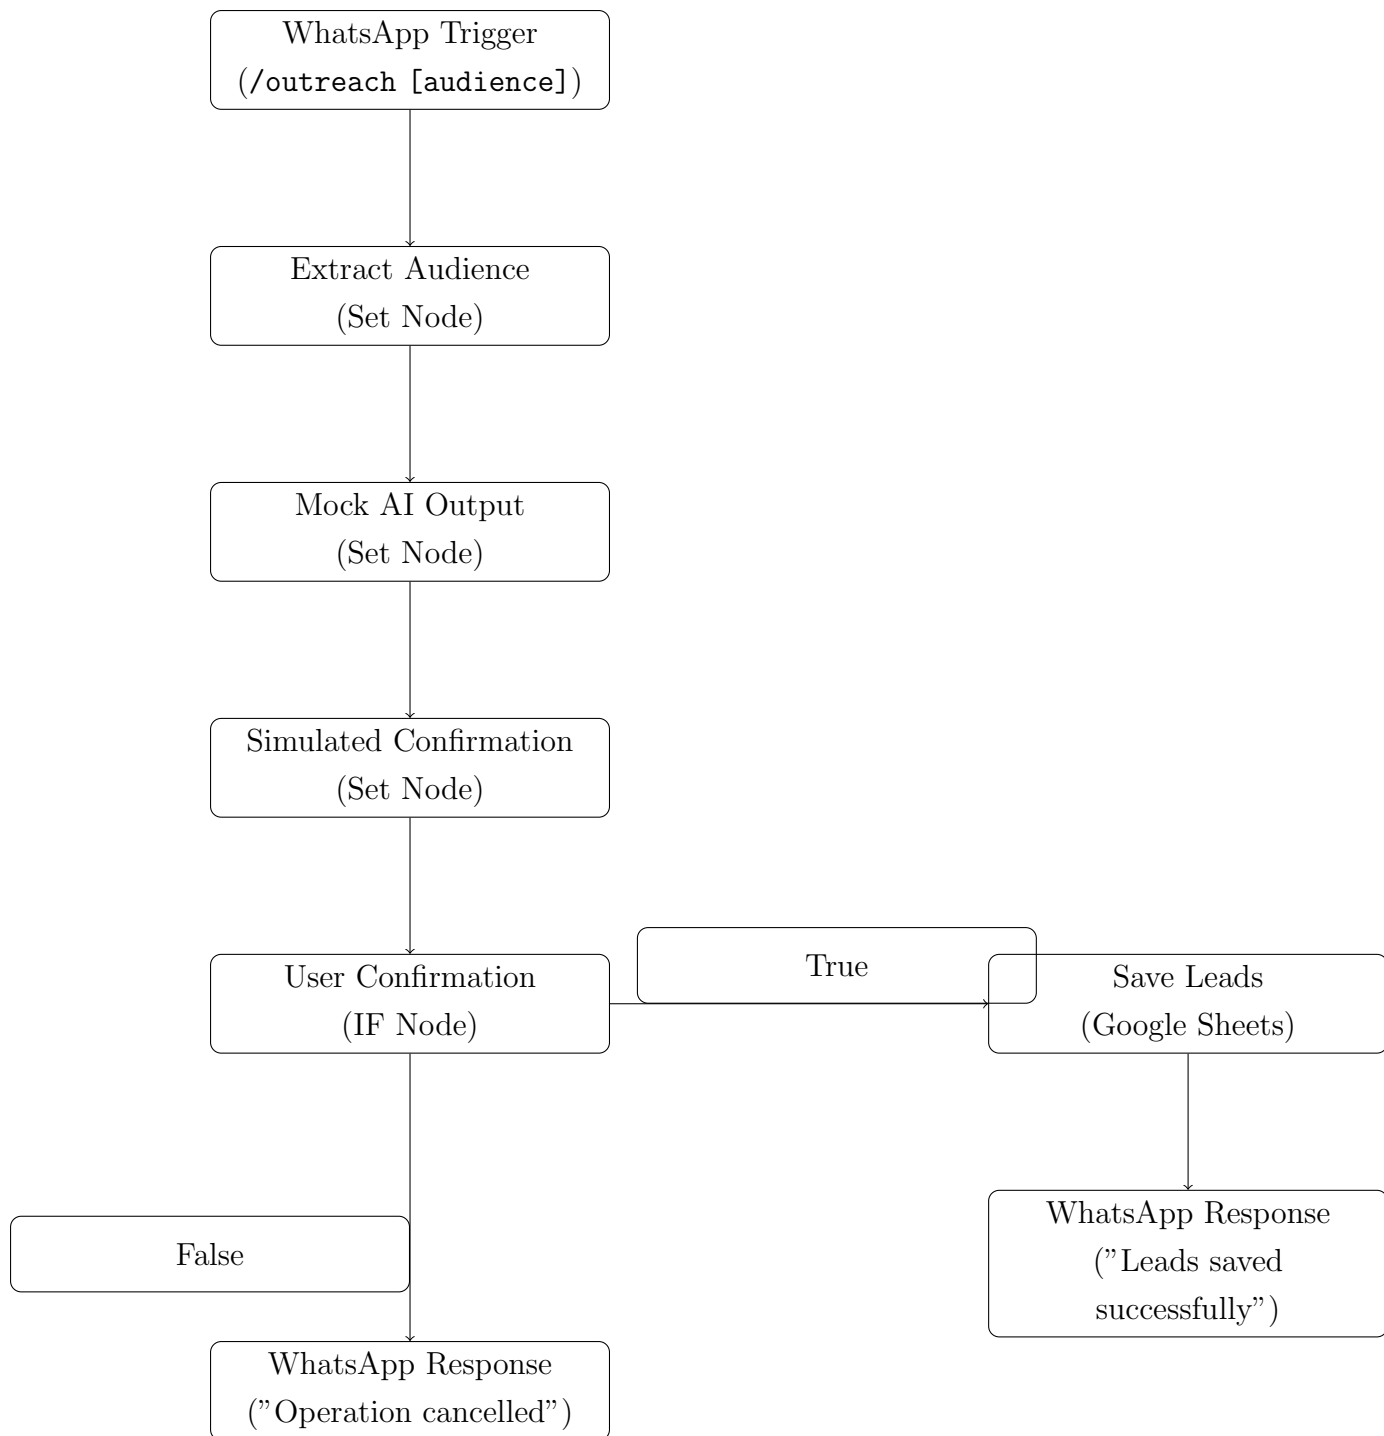 WhatsApp Trigger
(/outreach [audience])
Extract Audience
(Set Node)
Mock AI Output
(Set Node)
Simulated Confirmation
(Set Node)
User Confirmation
(IF Node)
True
Save Leads
(Google Sheets)
False
WhatsApp Response
(”Leads saved
successfully”)
WhatsApp Response
(”Operation cancelled”)